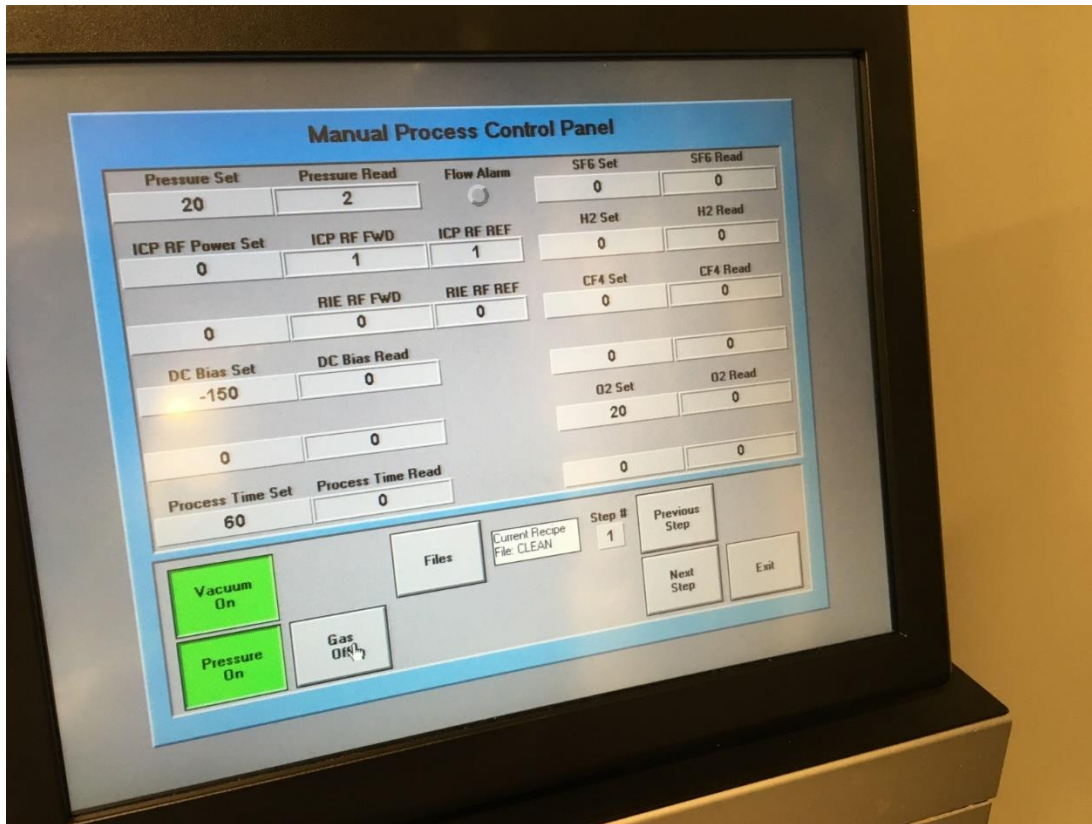 Manual Process Control Panel
Pressure Set Pressure Read Flow Alarm SF6 Set SF6 Read
20 2 0 0
ICP RF Power Set ICP RF FWD ICP RF REF H2 Set H2 Read
0 1 1 0 0
RIE RF FWD RIE RF REF CF4 Set CF4 Read
0 0 0 0 0
DC Bias Set DC Bias Read
-150 0 0 0
O2 Set O2 Read
20 0
0 0 0 0
Process Time Set Process Time Read
60 0
Vacuum
On
Files
Current Recipe
File: CLEAN
Step #
1
Previous
Step
Pressure
On
Gas
Next
Step
Exit